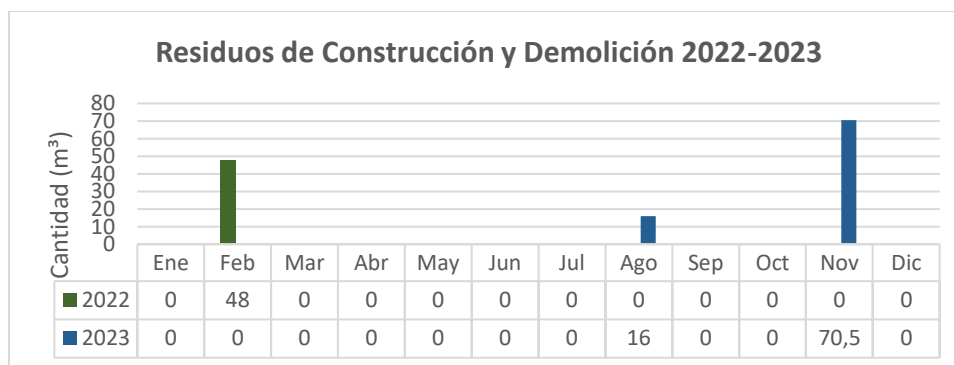 Residuos de Construcción y Demolición 2022-2023
Cantidad (m³)
80
70
60
50
40
30
20
10
0
Ene Feb Mar Abr May Jun Jul Ago Sep Oct Nov Dic
2022 0 48 0 0 0 0 0 0 0 0 0 0
2023 0 0 0 0 0 0 0 16 0 0 70,5 0